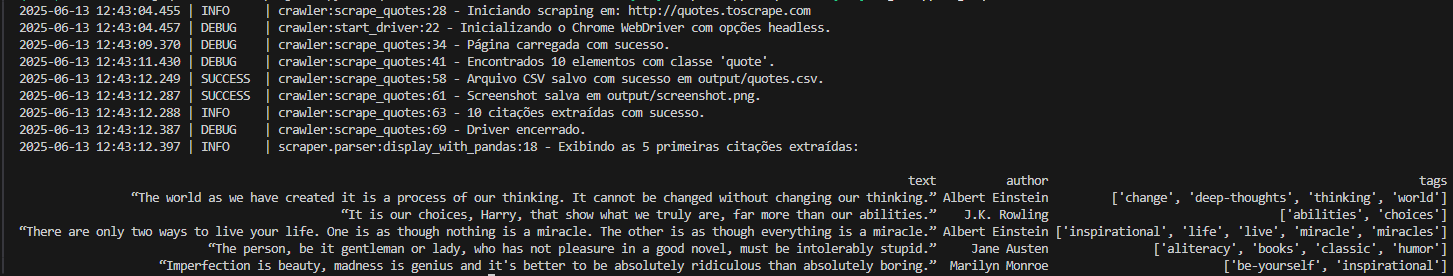 2025-06-13 12:43:04.455 | INFO     | crawler:scrape_quotes:28 - Iniciando scraping em: http://quotes.toscrape.com
2025-06-13 12:43:04.457 | DEBUG    | crawler:start_driver:22 - Inicializando o Chrome WebDriver com opções headless.
2025-06-13 12:43:09.370 | DEBUG    | crawler:scrape_quotes:34 - Página carregada com sucesso.
2025-06-13 12:43:11.430 | DEBUG    | crawler:scrape_quotes:41 - Encontrados 10 elementos com classe 'quote'.
2025-06-13 12:43:12.249 | SUCCESS  | crawler:scrape_quotes:58 - Arquivo CSV salvo com sucesso em output/quotes.csv.
2025-06-13 12:43:12.287 | SUCCESS  | crawler:scrape_quotes:61 - Screenshot salva em output/screenshot.png.
2025-06-13 12:43:12.288 | INFO     | crawler:scrape_quotes:63 - 10 citações extraídas com sucesso.
2025-06-13 12:43:12.387 | DEBUG    | crawler:scrape_quotes:69 - Driver encerrado.
2025-06-13 12:43:12.397 | INFO     | scraper.parser:display_with_pandas:18 - Exibindo as 5 primeiras citações extraídas:
text author tags
“The world as we have created it is a process of our thinking. It cannot be changed without changing our thinking.” Albert Einstein ['change', 'deep-thoughts', 'thinking', 'world']
“It is our choices, Harry, that show what we truly are, far more than our abilities.” J.K. Rowling ['abilities', 'choices']
“There are only two ways to live your life. One is as though nothing is a miracle. The other is as though everything is a miracle.” Albert Einstein ['inspirational', 'life', 'live', 'miracle', 'miracles']
“The person, be it gentleman or lady, who has not pleasure in a good novel, must be intolerably stupid.” Jane Austen ['aliteracy', 'books', 'classic', 'humor']
“Imperfection is beauty, madness is genius and it's better to be absolutely ridiculous than absolutely boring.” Marilyn Monroe ['be-yourself', 'inspirational']